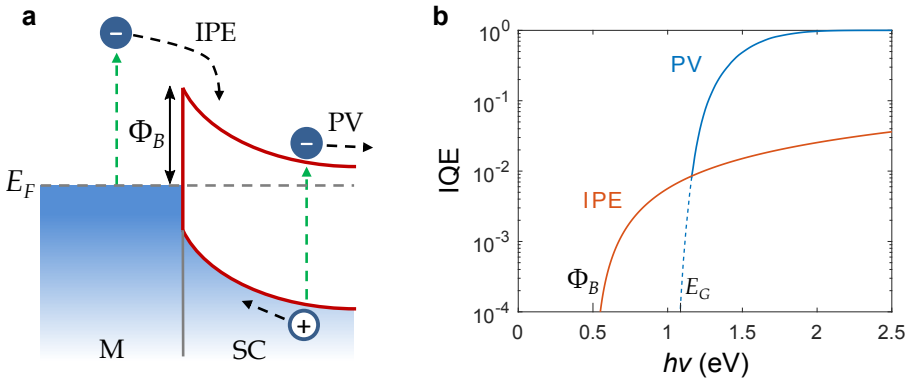 a
IPE
−
Φ_B
−
PV
E_F
+
M
SC
b
10^0
10^-1
10^-2
10^-3
10^-4
IQE
PV
IPE
Φ_B
E_G
0
0.5
1
1.5
2
2.5
hν (eV)